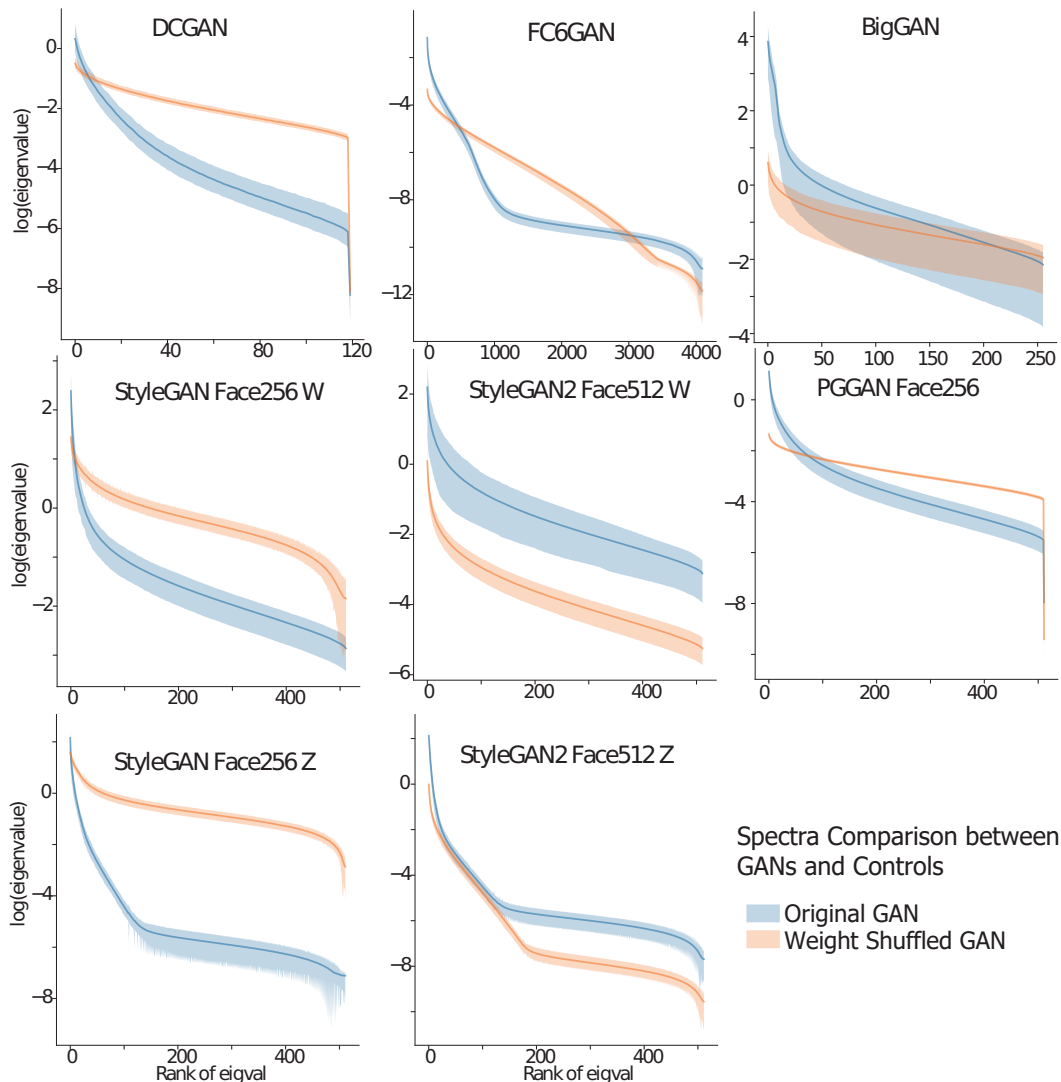 DCGAN
FC6GAN
BigGAN
log(eigenvalue)
0
−2
−4
−6
−8
0 40 80 120
−4
−8
−12
0 1000 2000 3000 4000
4
2
0
−2
−4
0 50 100 150 200 250
StyleGAN Face256 W
StyleGAN2 Face512 W
PGGAN Face256
log(eigenvalue)
2
0
−2
0 200 400
2
0
−2
−4
−6
0 200 400
0
−4
−8
0 200 400
StyleGAN Face256 Z
StyleGAN2 Face512 Z
log(eigenvalue)
0
−4
−8
0 200 400
Rank of eigval
0
−4
−8
0 200 400
Rank of eigval
Spectra Comparison between
GANs and Controls
Original GAN
Weight Shuffled GAN